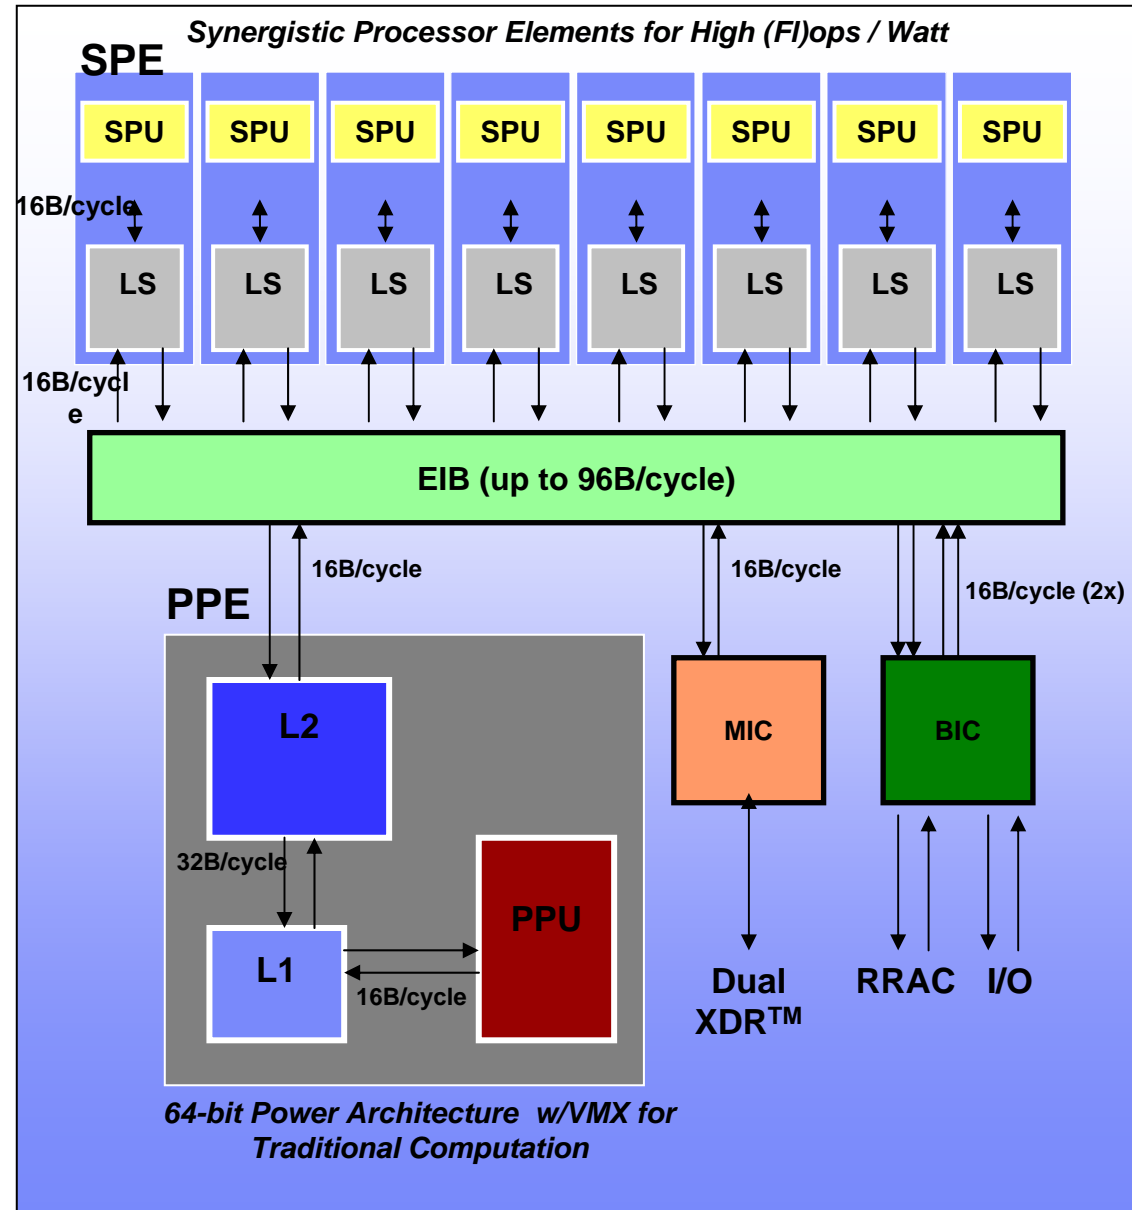 Synergistic Processor Elements for High (Fl)ops / Watt
SPE
SPU SPU SPU SPU SPU SPU SPU SPU
16B/cycle
LS LS LS LS LS LS LS LS
16B/cycl
e
EIB (up to 96B/cycle)
16B/cycle
16B/cycle
16B/cycle (2x)
PPE
L2
MIC
BIC
32B/cycle
PPU
L1
16B/cycle
Dual
XDR™
RRAC
I/O
64-bit Power Architecture w/VMX for
Traditional Computation